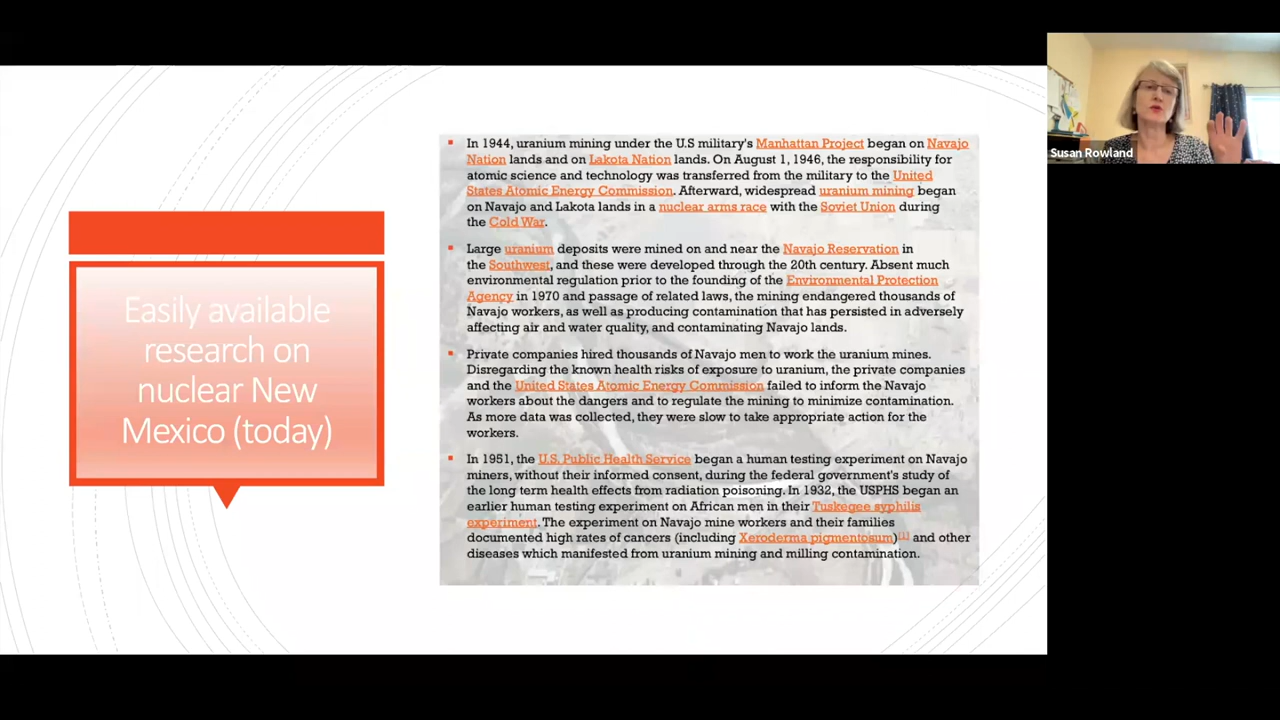 Easily available
research on
nuclear New
Mexico (today)
In 1944, uranium mining under the U.S military's Manhattan Project began on Navajo
Nation lands and on Lakota Nation lands. On August 1, 1946, the responsibility for
atomic science and technology was transferred from the military to the United
States Atomic Energy Commission. Afterward, widespread uranium mining began
on Navajo and Lakota lands in a nuclear arms race with the Soviet Union during
the Cold War.
Large uranium deposits were mined on and near the Navajo Reservation in
the Southwest, and these were developed through the 20th century. Absent much
environmental regulation prior to the founding of the Environmental Protection
Agency in 1970 and passage of related laws, the mining endangered thousands of
Navajo workers, as well as producing contamination that has persisted in adversely
affecting air and water quality, and contaminating Navajo lands.
Private companies hired thousands of Navajo men to work the uranium mines.
Disregarding the known health risks of exposure to uranium, the private companies
and the United States Atomic Energy Commission failed to inform the Navajo
workers about the dangers and to regulate the mining to minimize contamination.
As more data was collected, they were slow to take appropriate action for the
workers.
In 1951, the U.S. Public Health Service began a human testing experiment on Navajo
miners, without their informed consent, during the federal government's study of
the long term health effects from radiation poisoning. In 1932, the USPHS began an
earlier human testing experiment on African men in their Tuskegee syphilis
experiment. The experiment on Navajo mine workers and their families
documented high rates of cancers (including Xeroderma pigmentosum)[1] and other
diseases which manifested from uranium mining and milling contamination.
Susan Rowland